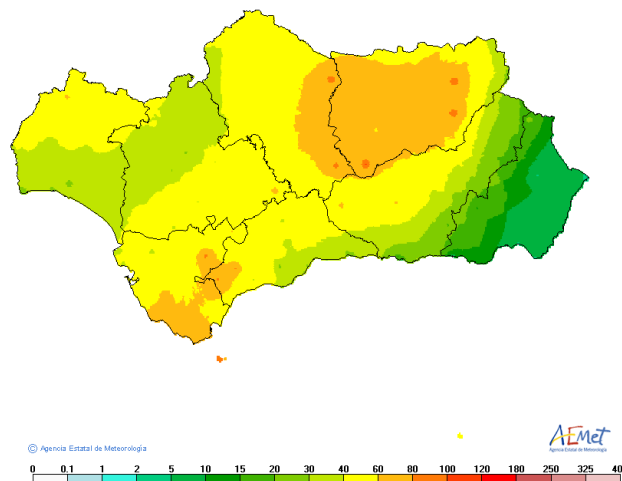 © Agencia Estatal de Meteorología
AEmet
Agencia Estatal de Meteorología
0 0.1 1 2 5 10 15 20 30 40 60 80 100 120 180 250 325 40